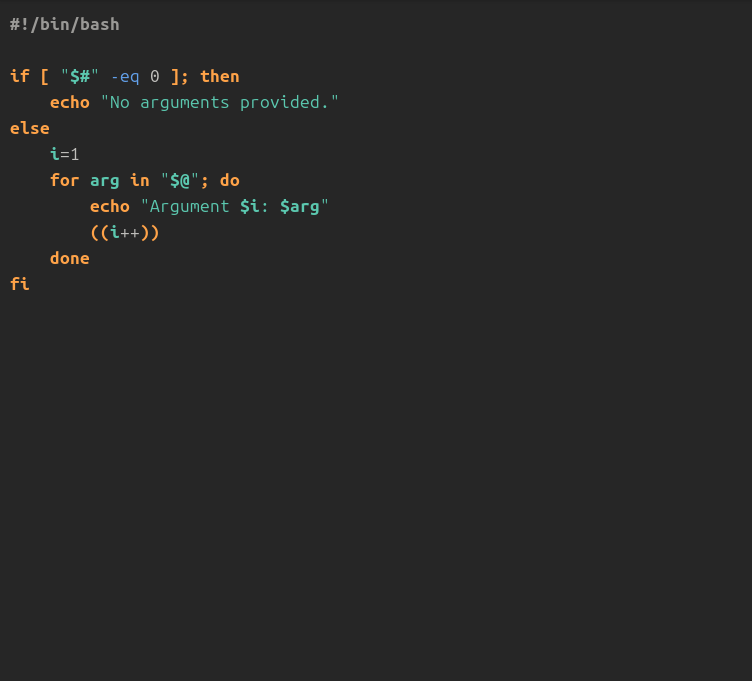 #!/bin/bash

if [ "$#" -eq 0 ]; then
    echo "No arguments provided."
else
    i=1
    for arg in "$@"; do
        echo "Argument $i: $arg"
        ((i++))
    done
fi